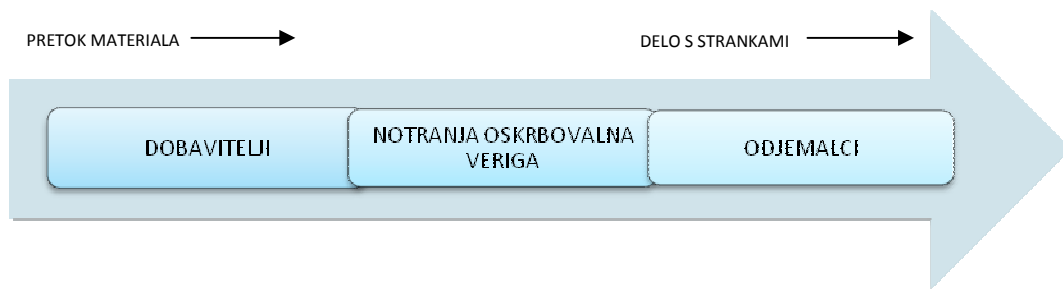 PRETOK MATERIALA
DELO S STRANKAMI
DOBAVITELJI
NOTRANJA OSKRBOVALNA
VERIGA
ODJEMALCI